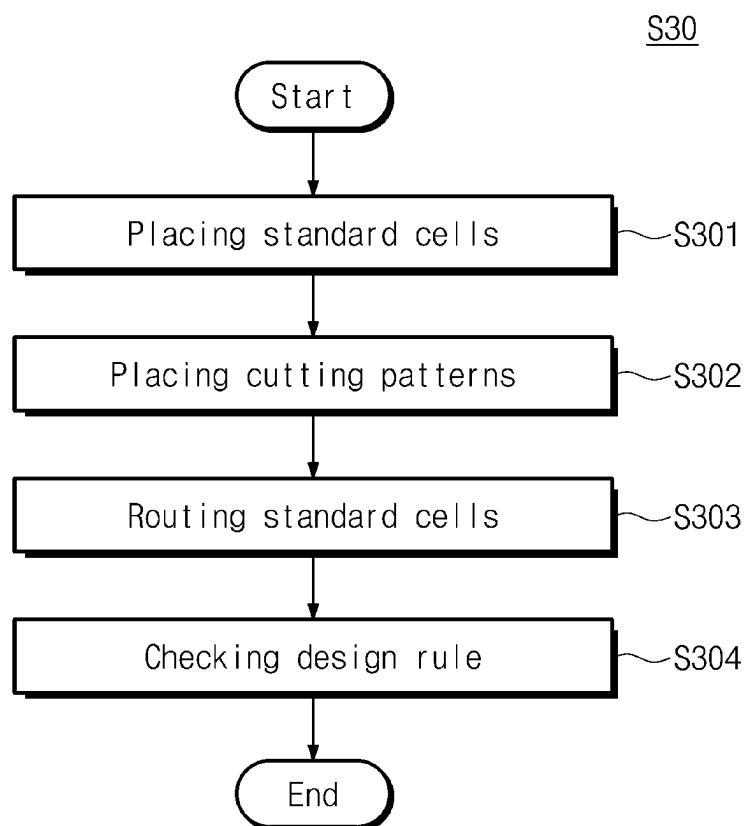 S30
Start
Placing standard cells
S301
Placing cutting patterns
S302
Routing standard cells
S303
Checking design rule
S304
End